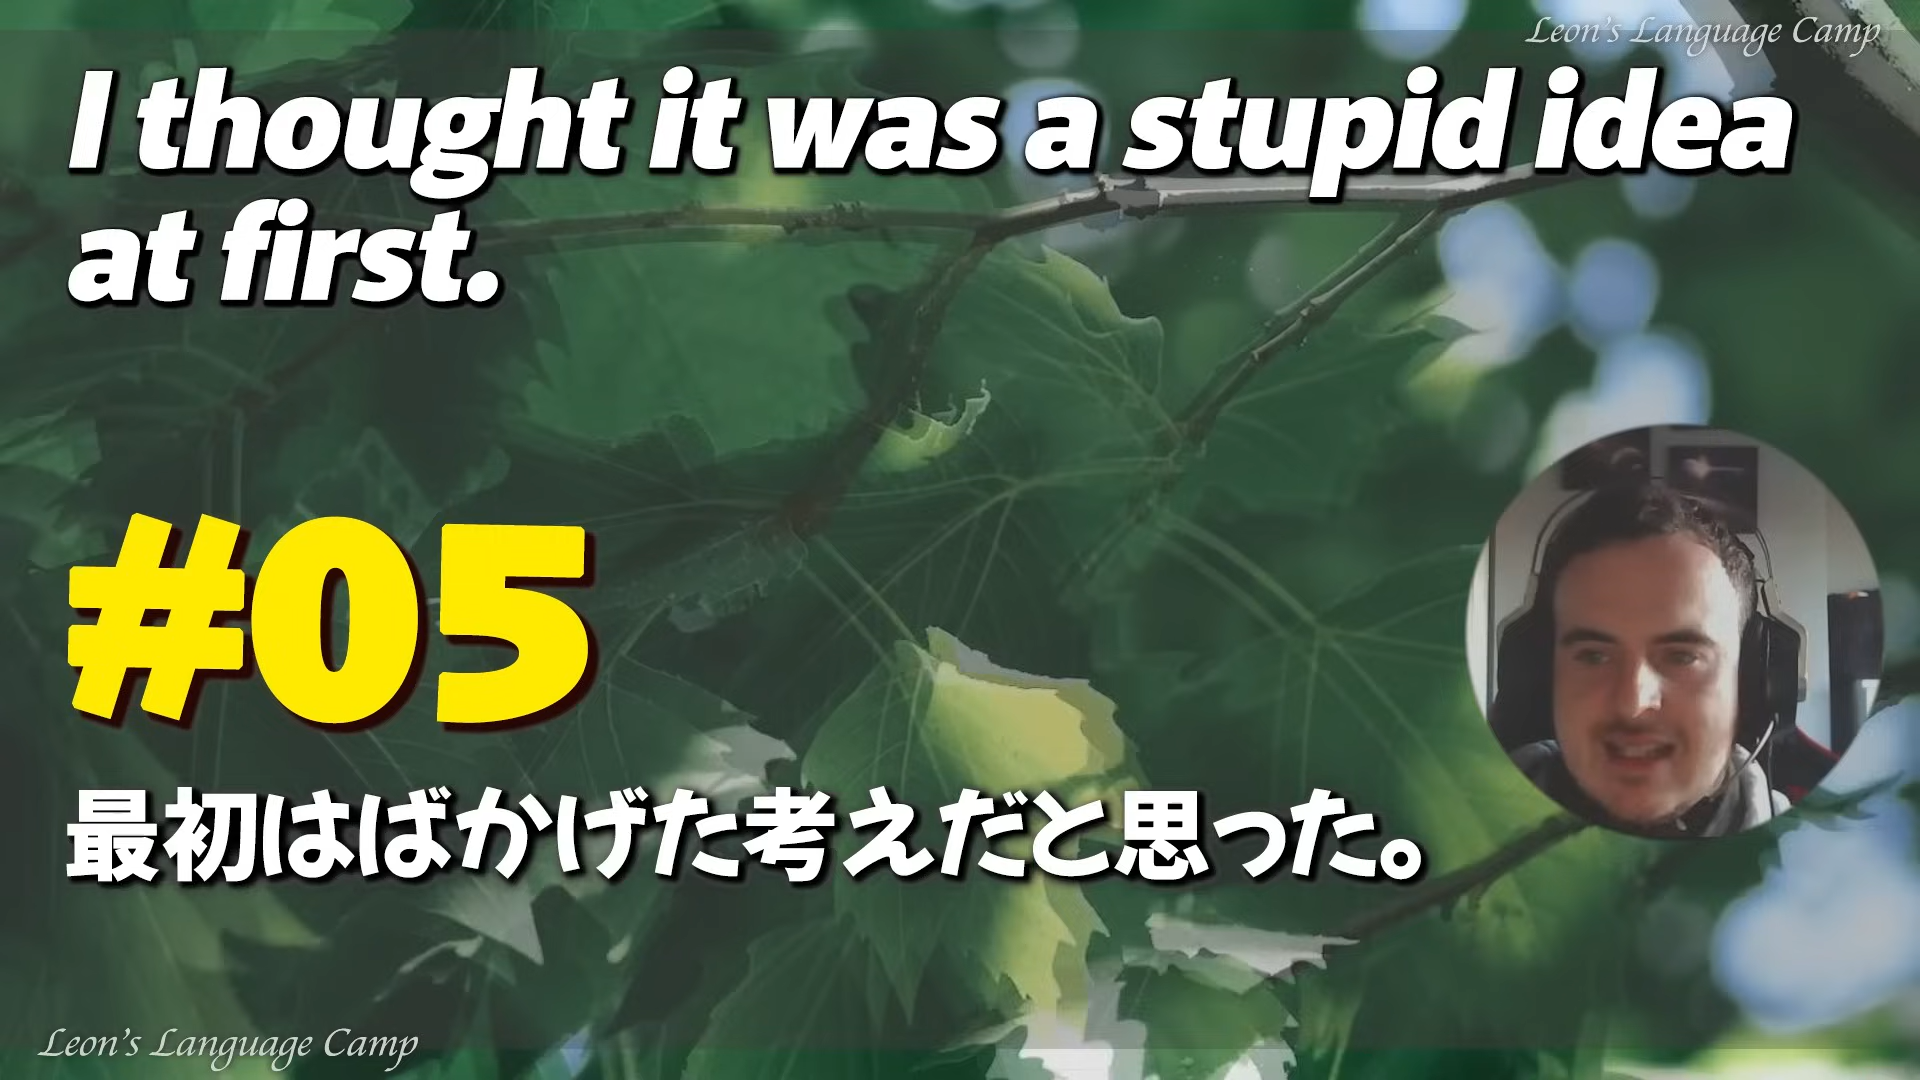 Leon's Language Camp
I thought it was a stupid idea
at first.
#05
最初はばかげた考えだと思った。
Leon's Language Camp